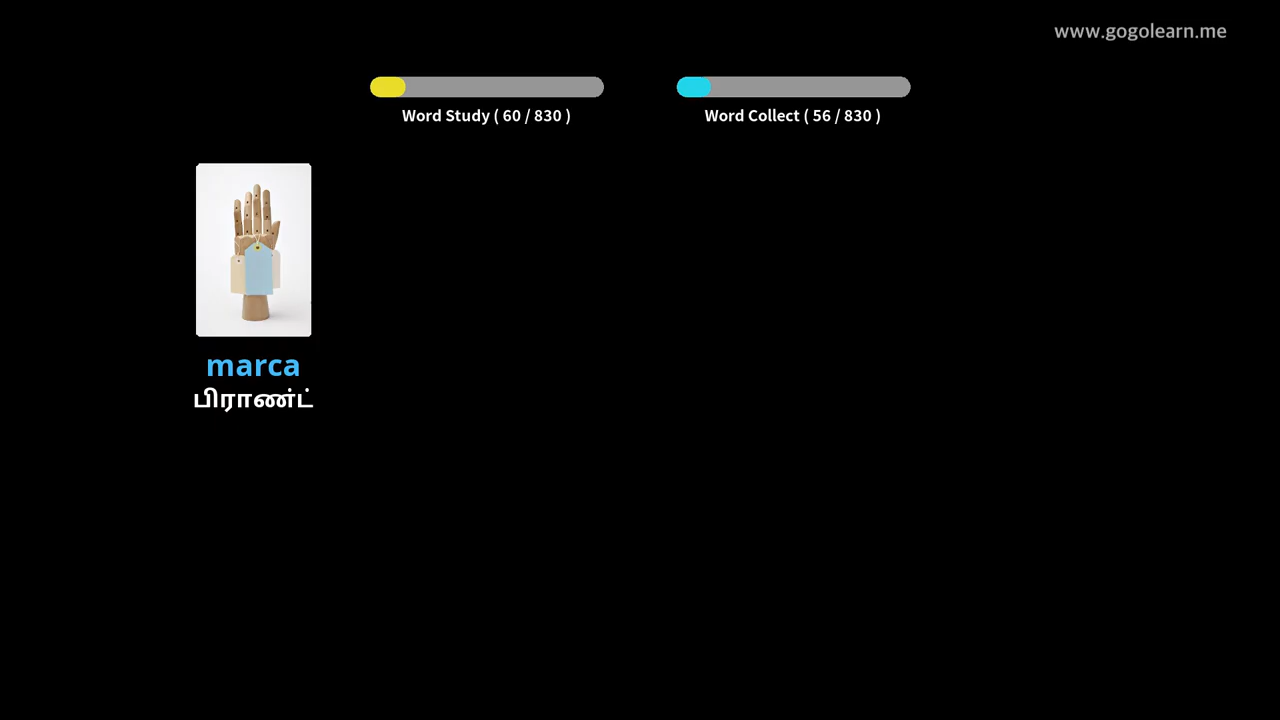 www.gogolearn.me
Word Study ( 60 / 830 )
Word Collect ( 56 / 830 )
marca
பிராண்ட்